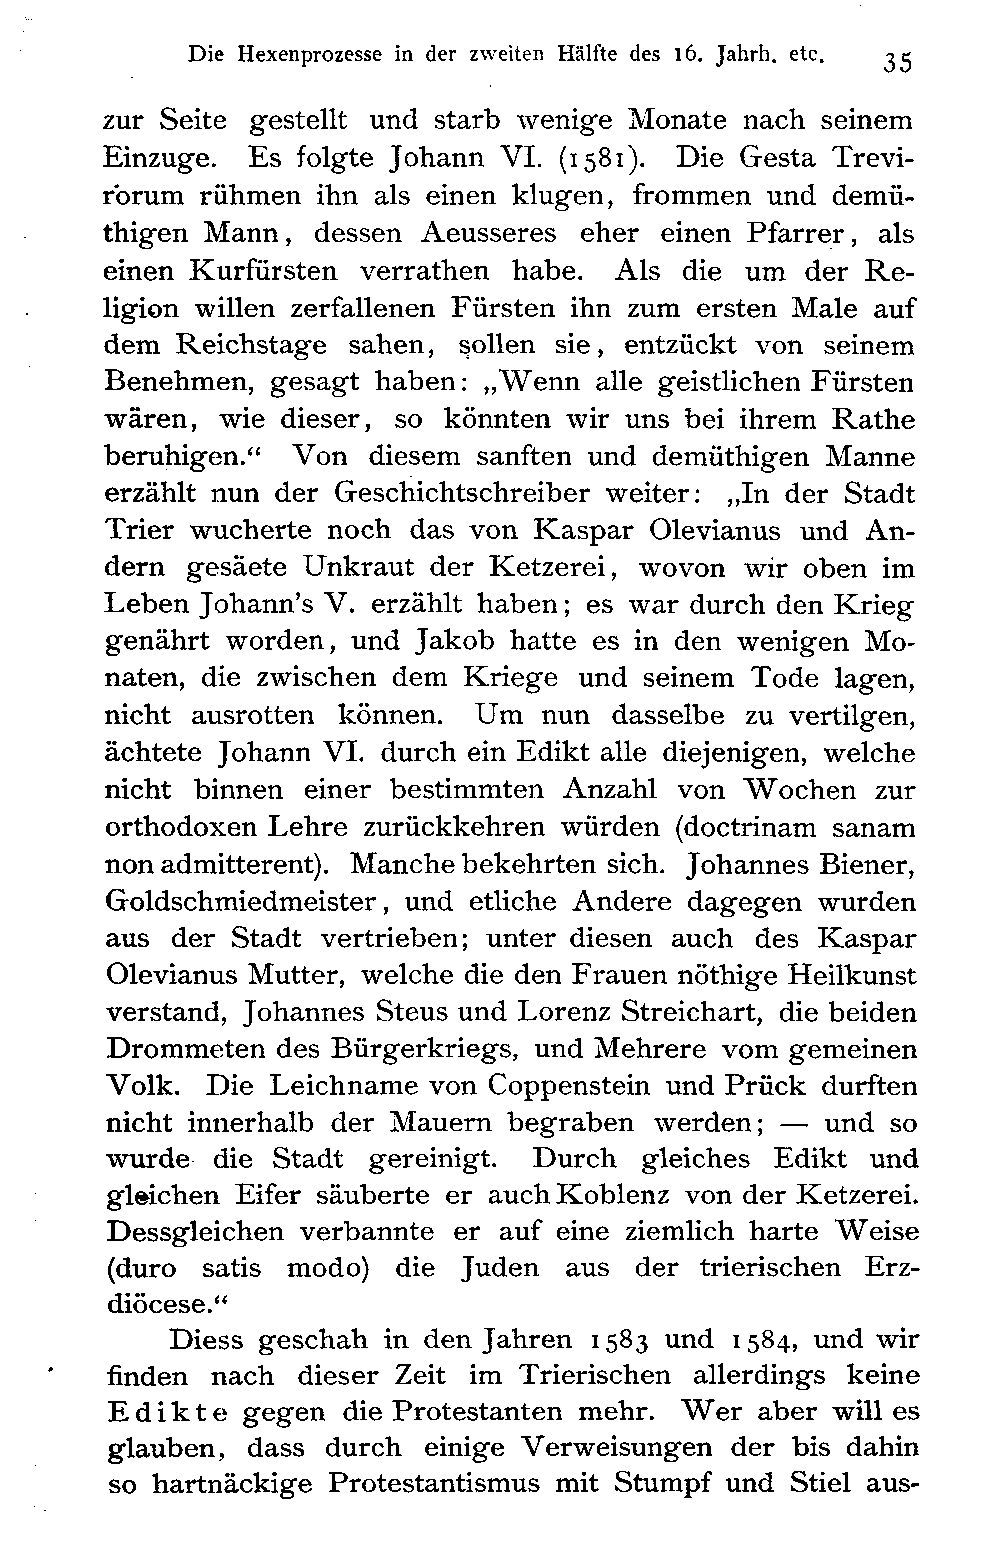 Die Hexenprozesse in der zweiten Hälfte des 16. Jahrh. etc. 35
zur Seite gestellt und starb wenige Monate nach seinem
Einzuge. Es folgte Johann VI. (1581). Die Gesta Trevi-
rorum rühmen ihn als einen klugen, frommen und demü-
thigen Mann, dessen Aeusseres eher einen Pfarrer, als
einen Kurfürsten verrathen habe. Als die um der Re-
ligion willen zerfallenen Fürsten ihn zum ersten Male auf
dem Reichstage sahen, sollen sie, entzückt von seinem
Benehmen, gesagt haben: „Wenn alle geistlichen Fürsten
wären, wie dieser, so könnten wir uns bei ihrem Rathe
beruhigen.“ Von diesem sanften und demüthigen Manne
erzählt nun der Geschichtschreiber weiter: „In der Stadt
Trier wucherte noch das von Kaspar Olevianus und An-
dern gesäete Unkraut der Ketzerei, wovon wir oben im
Leben Johann's V. erzählt haben; es war durch den Krieg
genährt worden, und Jakob hatte es in den wenigen Mo-
naten, die zwischen dem Kriege und seinem Tode lagen,
nicht ausrotten können. Um nun dasselbe zu vertilgen,
ächtete Johann VI. durch ein Edikt alle diejenigen, welche
nicht binnen einer bestimmten Anzahl von Wochen zur
orthodoxen Lehre zurückkehren würden (doctrinam sanam
non admitterent). Manche bekehrten sich. Johannes Biener,
Goldschmiedmeister, und etliche Andere dagegen wurden
aus der Stadt vertrieben; unter diesen auch des Kaspar
Olevianus Mutter, welche die den Frauen nöthige Heilkunst
verstand, Johannes Steus und Lorenz Streichart, die beiden
Drommeten des Bürgerkriegs, und Mehrere vom gemeinen
Volk. Die Leichname von Coppenstein und Prück durften
nicht innerhalb der Mauern begraben werden; — und so
wurde die Stadt gereinigt. Durch gleiches Edikt und
gleichen Eifer säuberte er auch Koblenz von der Ketzerei.
Dessgleichen verbannte er auf eine ziemlich harte Weise
(duro satis modo) die Juden aus der trierischen Erz-
diöcese.“
Diess geschah in den Jahren 1583 und 1584, und wir
finden nach dieser Zeit im Trierischen allerdings keine
Edikte gegen die Protestanten mehr. Wer aber will es
glauben, dass durch einige Verweisungen der bis dahin
so hartnäckige Protestantismus mit Stumpf und Stiel aus-